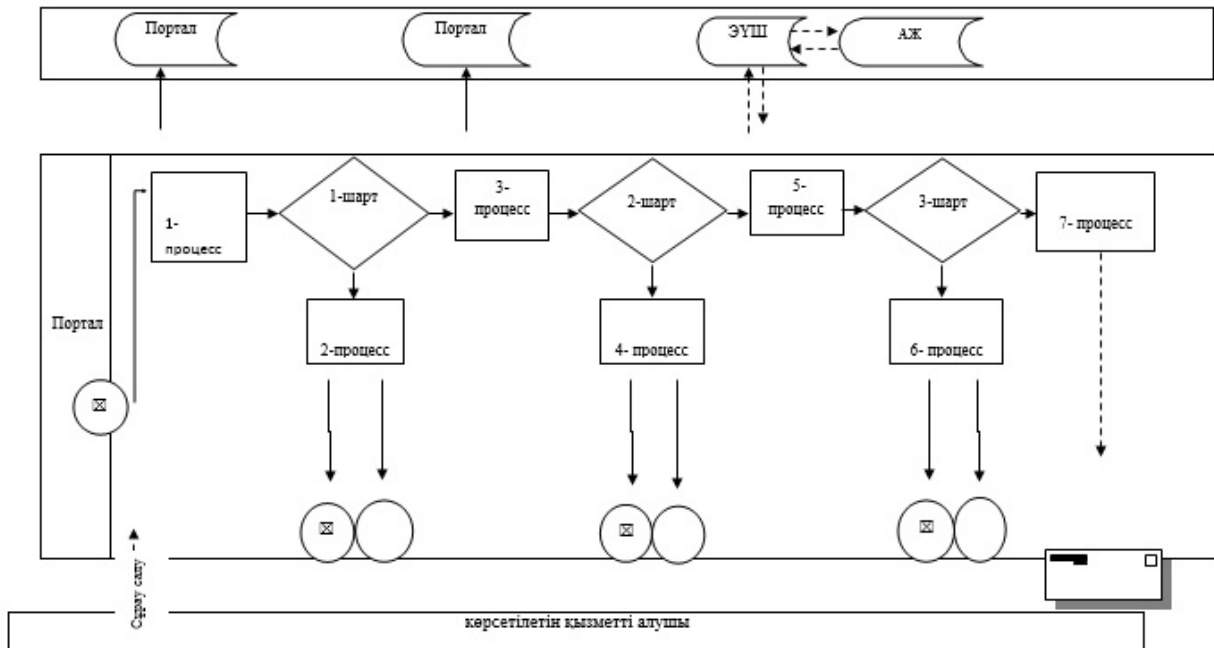 Портал
Портал
ЭҮШ
АЖ
1-
процесс
1-шарт
3-
процесс
2-шарт
5-
процесс
3-шарт
7- процесс
Портал
2-процесс
4- процесс
6- процесс
Сұрау салу
көрсетілетін қызметті алушы